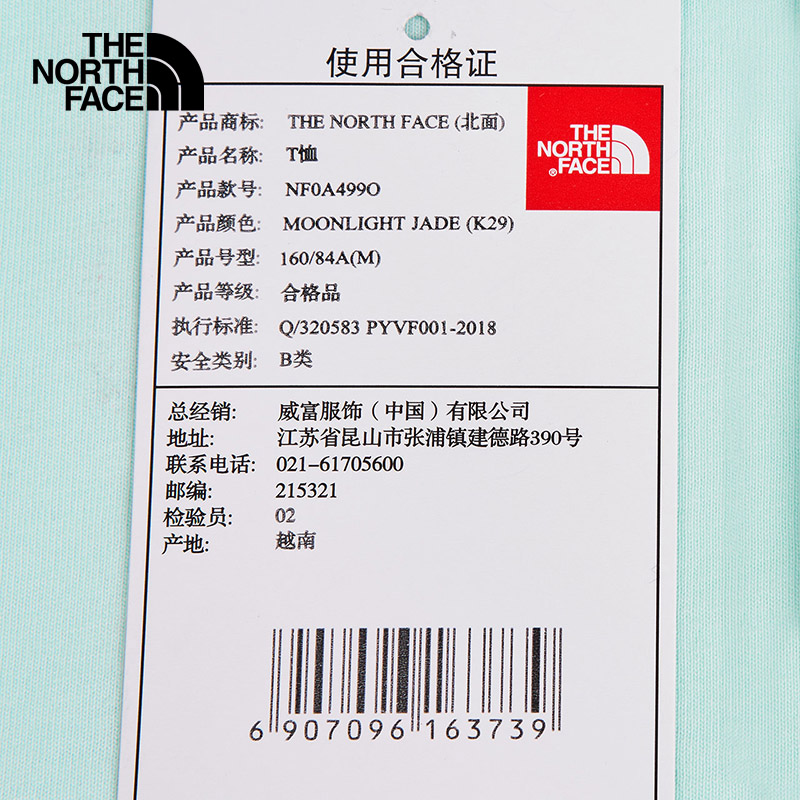 THE
NORTH
FACE
使用合格证
产品商标: THE NORTH FACE (北面)
产品名称: T恤
产品款号: NF0A499O
产品颜色: MOONLIGHT JADE (K29)
产品号型: 160/84A(M)
产品等级: 合格品
执行标准: Q/320583 PYVF001-2018
安全类别: B类
THE
NORTH
®FACE
总经销: 威富服饰（中国）有限公司
地址: 江苏省昆山市张浦镇建德路390号
联系电话: 021-61705600
邮编: 215321
检验员: 02
产地: 越南
6 907096 163739